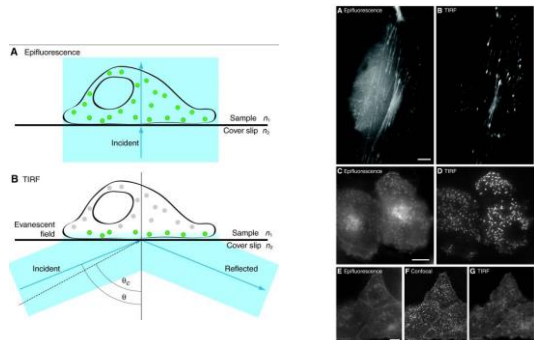 A Epifluorescence
Sample n₁
Cover slip n₂
Incident
B TIRF
Evanescent
field
Sample n₁
Cover slip n₂
Incident
Reflected
θc
θ
A Epifluorescence
B TIRF
C Epifluorescence
D TIRF
E Epifluorescence
F Confocal
G TIRF